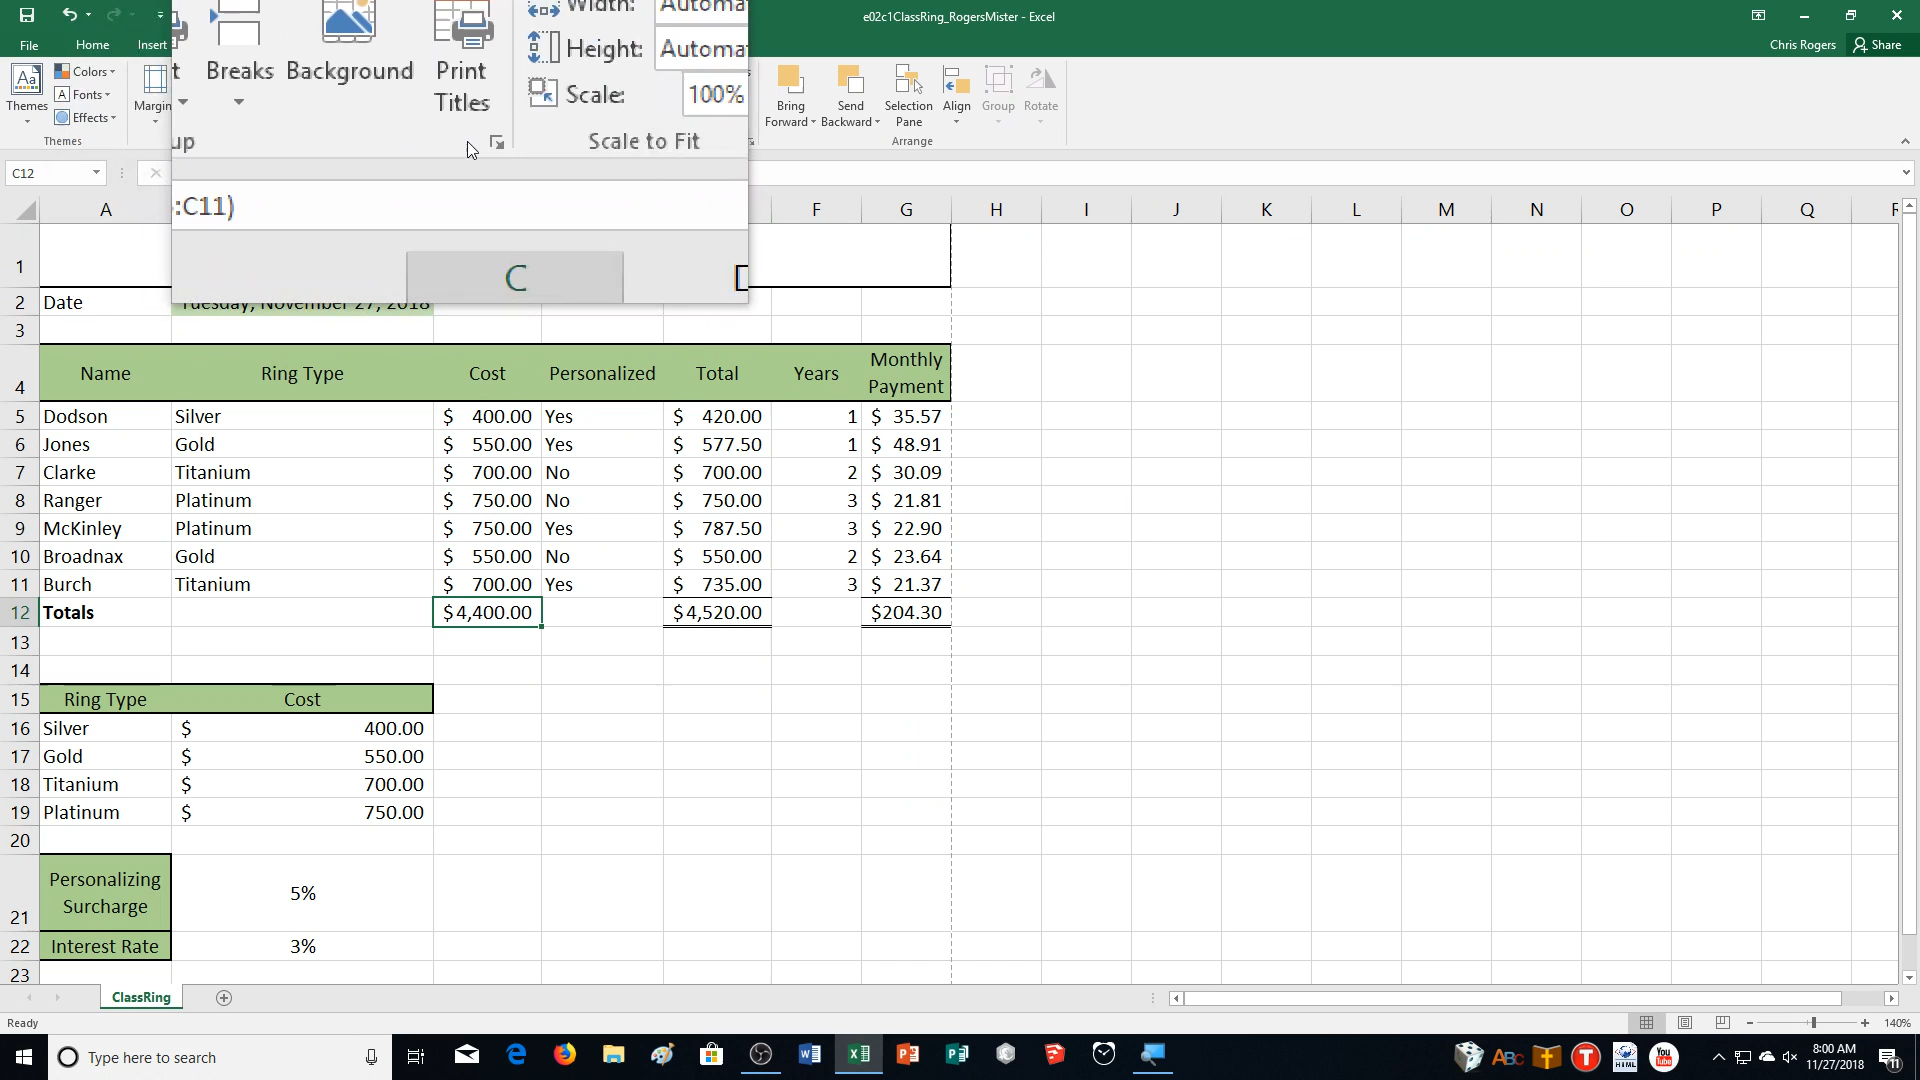 e02c1ClassRing_RogersMister - Excel
File Home Insert
Chris Rogers Share
Themes
Colors
Fonts
Effects
Themes
Breaks Background Print Titles
Width:
Height:
Scale: 100%
Scale to Fit
Bring Forward
Send Backward
Selection Pane
Align
Group
Rotate
Arrange
C12
:C11)
C
A F G H I J K L M N O P Q
1
2 Date Tuesday, November 27, 2018
3
4 Name Ring Type Cost Personalized Total Years Monthly Payment
5 Dodson Silver $ 400.00 Yes $ 420.00 1 $ 35.57
6 Jones Gold $ 550.00 Yes $ 577.50 1 $ 48.91
7 Clarke Titanium $ 700.00 No $ 700.00 2 $ 30.09
8 Ranger Platinum $ 750.00 No $ 750.00 3 $ 21.81
9 McKinley Platinum $ 750.00 Yes $ 787.50 3 $ 22.90
10 Broadnax Gold $ 550.00 No $ 550.00 2 $ 23.64
11 Burch Titanium $ 700.00 Yes $ 735.00 3 $ 21.37
12 Totals $4,400.00 $4,520.00 $204.30
13
14
15 Ring Type Cost
16 Silver $ 400.00
17 Gold $ 550.00
18 Titanium $ 700.00
19 Platinum $ 750.00
20
21 Personalizing Surcharge 5%
22 Interest Rate 3%
23
ClassRing
Ready
140%
Type here to search
8:00 AM
11/27/2018